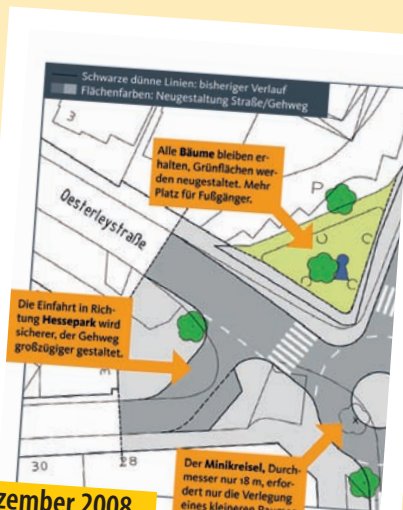 Schwarze dünne Linien: bisheriger Verlauf
Flächenfarben: Neugestaltung Straße/Gehweg
3
Alle Bäume bleiben er-
halten, Grünflächen wer-
den neugestaltet. Mehr
Platz für Fußgänger.
P
Oesterleystraße
Die Einfahrt in Rich-
tung Hessepark wird
sicherer, der Gehweg
großzügiger gestaltet.
30
28
Der Minikreisel, Durch-
messer nur 18 m, erfor-
dert nur die Verlegung
eines kleineren
zember 2008